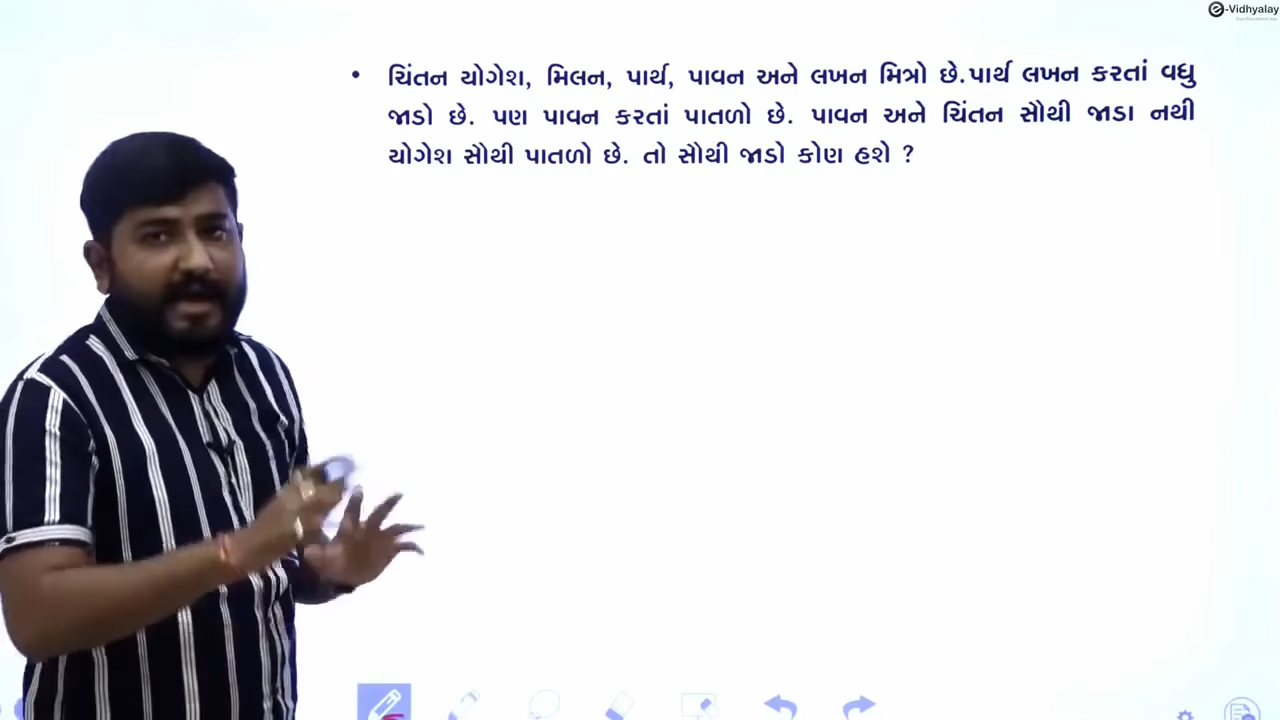 e-Vidhyalay
• ચિંતન યોગેશ, મિલન, પાર્થ, પાવન અને લખન મિત્રો છે.પાર્થ લખન કરતાં વધુ
જાડો છે. પણ પાવન કરતાં પાતળો છે. પાવન અને ચિંતન સૌથી જાડા નથી
યોગેશ સૌથી પાતળો છે. તો સૌથી જાડો કોણ હશે ?